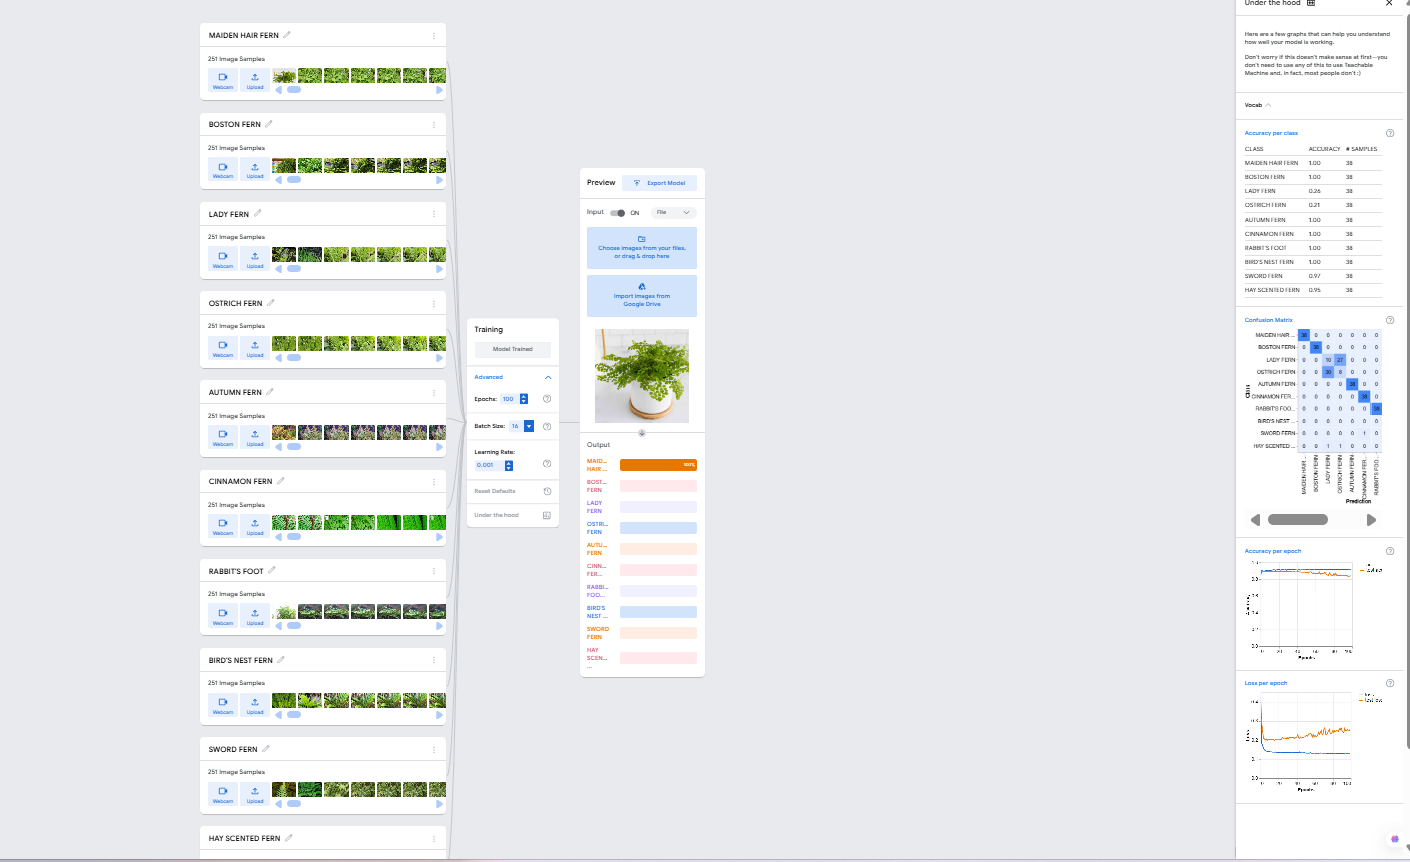 MAIDEN HAIR FERN
251 Image Samples
Webcam
Upload
BOSTON FERN
251 Image Samples
Webcam
Upload
LADY FERN
251 Image Samples
Webcam
Upload
OSTRICH FERN
251 Image Samples
Webcam
Upload
AUTUMN FERN
251 Image Samples
Webcam
Upload
CINNAMON FERN
251 Image Samples
Webcam
Upload
RABBIT'S FOOT
251 Image Samples
Webcam
Upload
BIRD'S NEST FERN
251 Image Samples
Webcam
Upload
SWORD FERN
251 Image Samples
Webcam
Upload
HAY SCENTED FERN
Training
Model Trained
Advanced
Epochs: 100
Batch Size: 16
Learning Rate:
0.001
Reset Defaults
Under the hood
Preview
Export Model
Input ON File
Choose images from your files,
or drag & drop here
Import images from
Google Drive
Output
MAID...
HAIR ...
100%
BOST...
FERN
LADY
FERN
OSTRI...
FERN
AUTU...
FERN
CINN...
FER...
RABBI...
FOO...
BIRD'S
NEST ...
SWORD
FERN
HAY
SCEN...
...
Under the hood
Here are a few graphs that can help you understand
how well your model is working.
Don't worry if this doesn't make sense at first—you
don't need to use any of this to use Teachable
Machine and, in fact, most people don't :)
Vocab
Accuracy per class
CLASS ACCURACY # SAMPLES
MAIDEN HAIR FERN 1.00 38
BOSTON FERN 1.00 38
LADY FERN 0.26 38
OSTRICH FERN 0.21 38
AUTUMN FERN 1.00 38
CINNAMON FERN 1.00 38
RABBIT'S FOOT 1.00 38
BIRD'S NEST FERN 1.00 38
SWORD FERN 0.97 38
HAY SCENTED FERN 0.95 38
Confusion Matrix
MAIDEN HAIR ... 38 0 0 0 0 0 0
BOSTON FERN 0 38 0 0 0 0 0
LADY FERN 0 0 10 27 0 0 0
OSTRICH FERN 0 0 30 8 0 0 0
AUTUMN FERN 0 0 0 0 38 0 0
CINNAMON FER... 0 0 0 0 0 38 0
RABBIT'S FOO... 0 0 0 0 0 0 38
BIRD'S NEST ... 0 0 0 0 0 0 0
SWORD FERN 0 0 0 0 0 1 0
HAY SCENTED ... 0 0 1 1 0 0 0
MAIDEN HAIR ...
BOSTON FERN
LADY FERN
OSTRICH FERN
AUTUMN FERN
CINNAMON FER...
RABBIT'S FOO...
Prediction
Accuracy per epoch
0 20 40 60 80 100
Epochs
Loss per epoch
0 20 40 60 80 100
Epochs